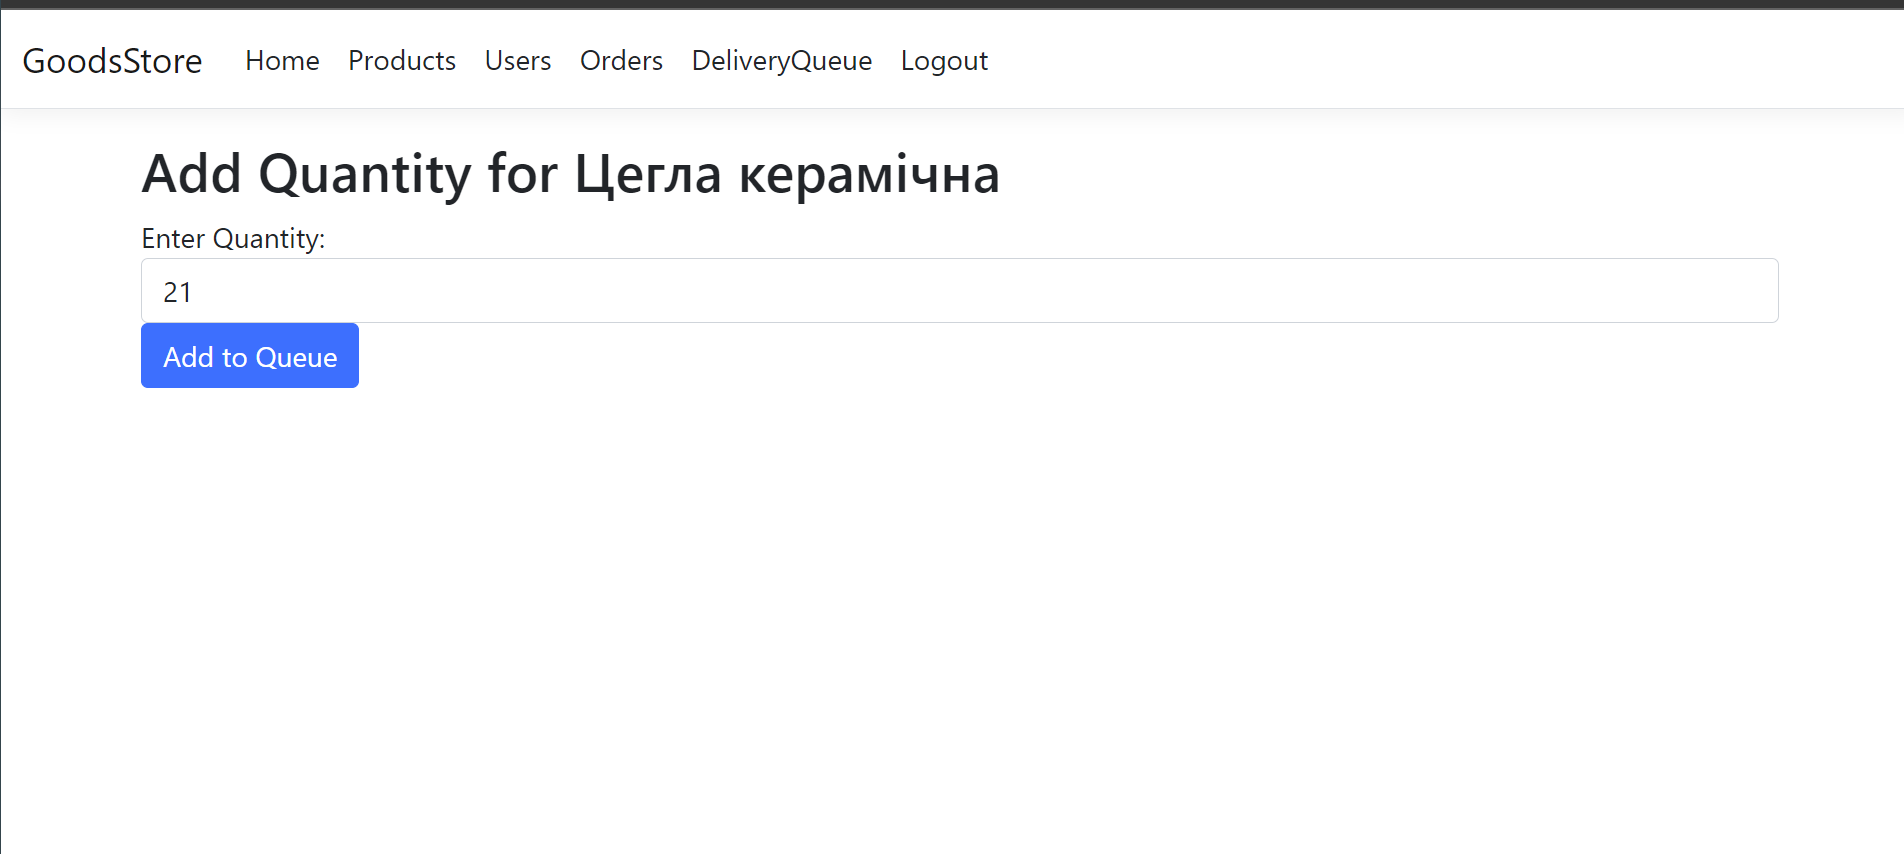 GoodsStore Home Products Users Orders DeliveryQueue Logout
Add Quantity for Цегла керамічна
Enter Quantity:
21
Add to Queue